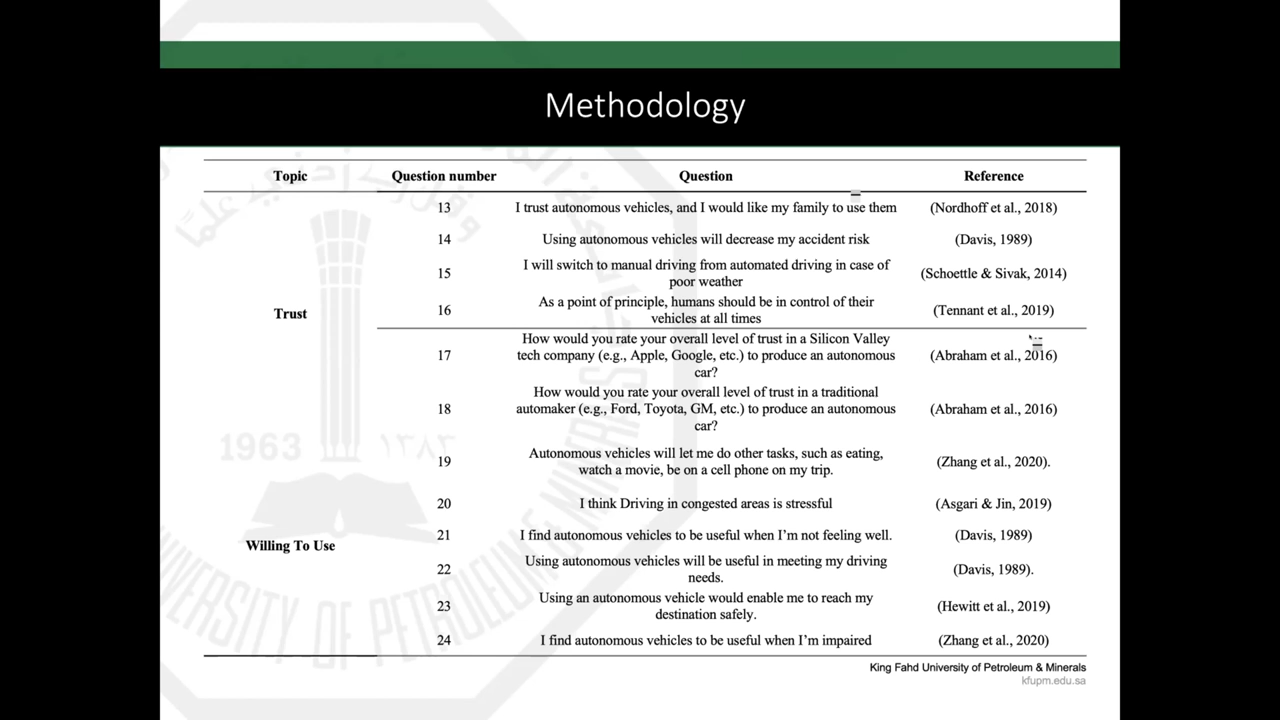 Methodology
Topic Question number Question Reference
Trust
13 I trust autonomous vehicles, and I would like my family to use them (Nordhoff et al., 2018)
14 Using autonomous vehicles will decrease my accident risk (Davis, 1989)
15 I will switch to manual driving from automated driving in case of
poor weather (Schoettle & Sivak, 2014)
16 As a point of principle, humans should be in control of their
vehicles at all times (Tennant et al., 2019)
17 How would you rate your overall level of trust in a Silicon Valley
tech company (e.g., Apple, Google, etc.) to produce an autonomous
car? (Abraham et al., 2016)
18 How would you rate your overall level of trust in a traditional
automaker (e.g., Ford, Toyota, GM, etc.) to produce an autonomous
car? (Abraham et al., 2016)
Willing To Use
19 Autonomous vehicles will let me do other tasks, such as eating,
watch a movie, be on a cell phone on my trip. (Zhang et al., 2020).
20 I think Driving in congested areas is stressful (Asgari & Jin, 2019)
21 I find autonomous vehicles to be useful when I'm not feeling well. (Davis, 1989)
22 Using autonomous vehicles will be useful in meeting my driving
needs. (Davis, 1989).
23 Using an autonomous vehicle would enable me to reach my
destination safely. (Hewitt et al., 2019)
24 I find autonomous vehicles to be useful when I'm impaired (Zhang et al., 2020)
King Fahd University of Petroleum & Minerals
kfupm.edu.sa
1963 ١٣٨٣